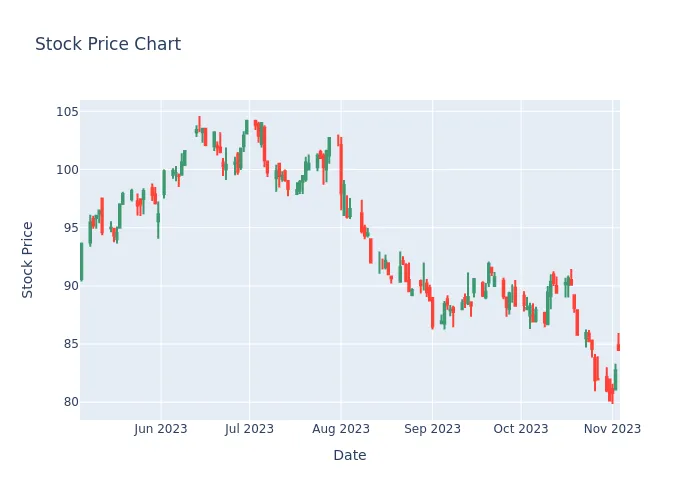 Stock Price Chart
105
100
95
90
85
80
Stock Price
Jun 2023
Jul 2023
Aug 2023
Sep 2023
Oct 2023
Nov 2023
Date